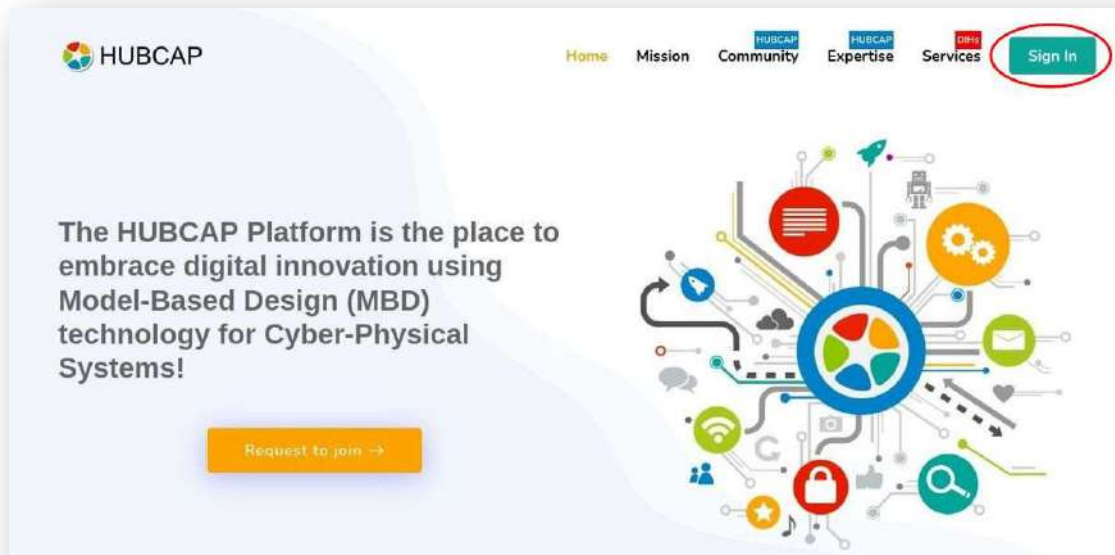 HUBCAP
HUBCAP
HUBCAP
DIHs
Home
Mission
Community
Expertise
Services
Sign In
The HUBCAP Platform is the place to
embrace digital innovation using
Model-Based Design (MBD)
technology for Cyber-Physical
Systems!
Request to join →